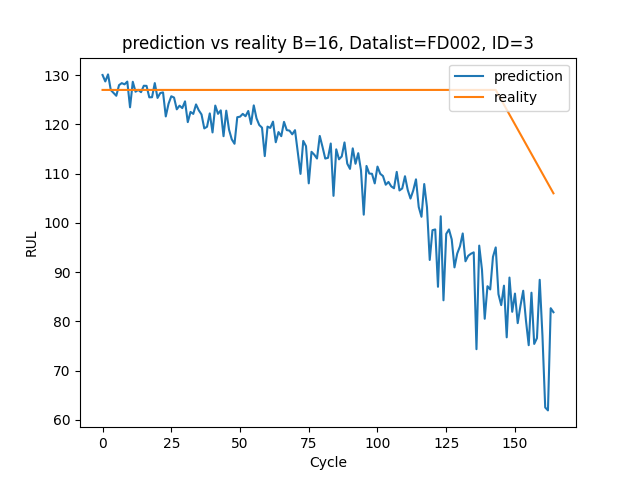 prediction vs reality B=16, Datalist=FD002, ID=3
prediction
reality
130
120
110
100
90
80
70
60
RUL
0 25 50 75 100 125 150
Cycle